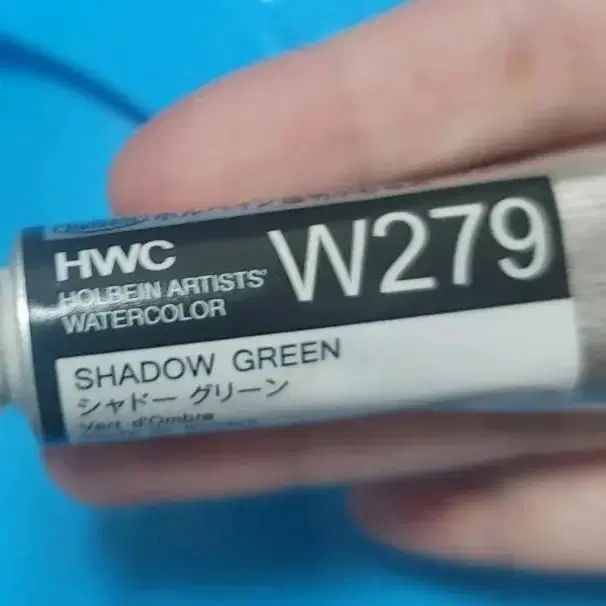 HWC
HOLBEIN ARTISTS'
WATERCOLOR
W279
SHADOW GREEN
シャドー グリーン
Vert d'Ombre